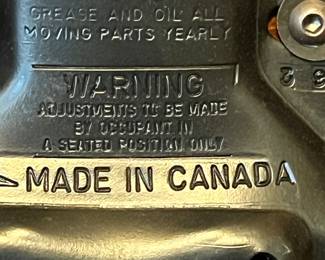 GREASE AND OIL ALL
MOVING PARTS YEARLY
WARNING
ADJUSTMENTS TO BE MADE
BY OCCUPANT IN
A SEATED POSITION ONLY
MADE IN CANADA